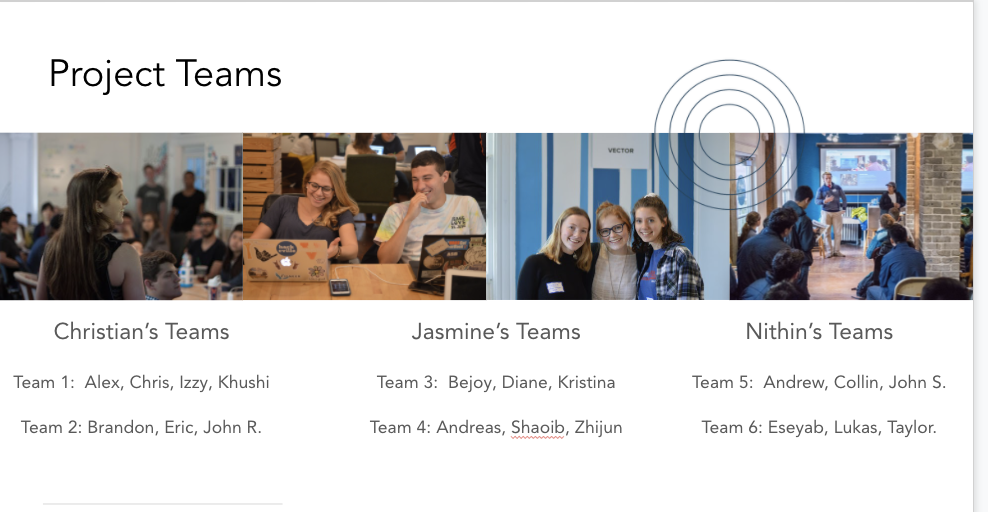 Project Teams
VECTOR
Christian’s Teams
Team 1:  Alex, Chris, Izzy, Khushi
Team 2: Brandon, Eric, John R.
Jasmine’s Teams
Team 3:  Bejoy, Diane, Kristina
Team 4: Andreas, Shaoib, Zhijun
Nithin’s Teams
Team 5:  Andrew, Collin, John S.
Team 6: Eseyab, Lukas, Taylor.